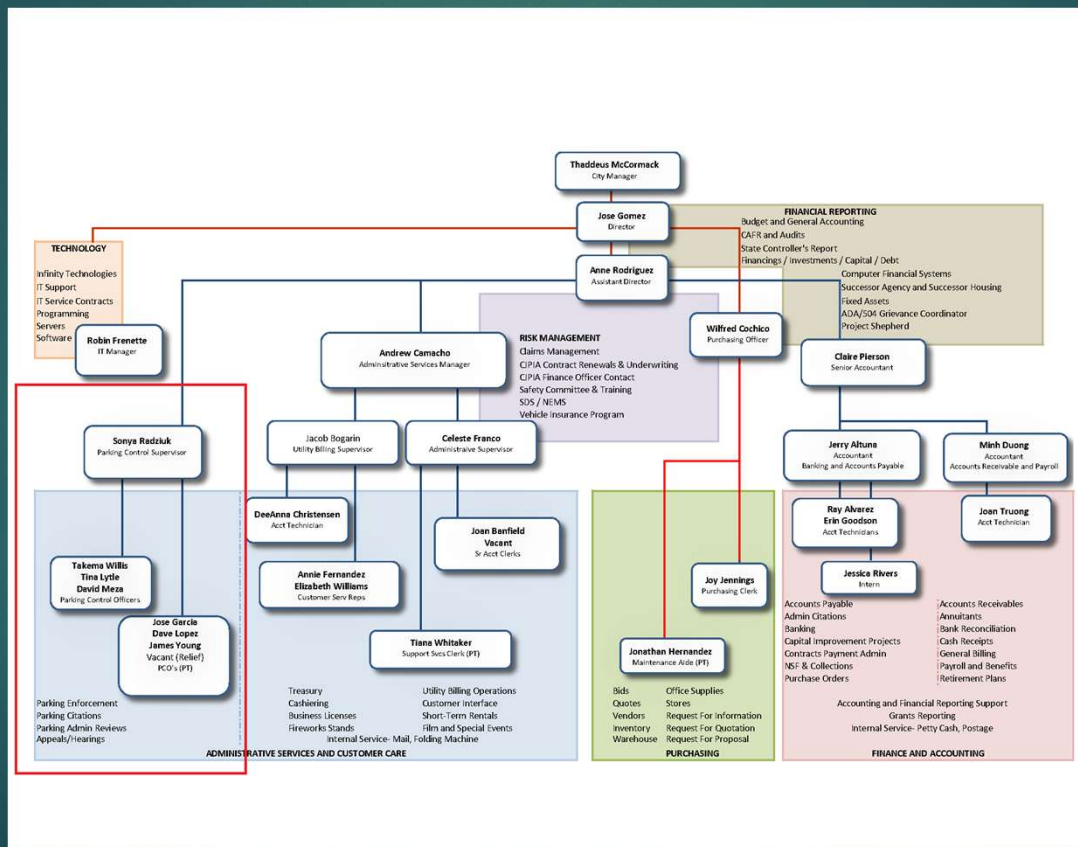 Thaddeus McCormack
City Manager
Jose Gomez
Director
FINANCIAL REPORTING
Budget and General Accounting
CAFR and Audits
State Controller's Report
Financings / Investments / Capital / Debt
Computer Financial Systems
Successor Agency and Successor Housing
Fixed Assets
ADA/504 Grievance Coordinator
Project Shepherd
TECHNOLOGY
Infinity Technologies
IT Support
IT Service Contracts
Programming
Servers
Software
Robin Frenette
IT Manager
Anne Rodriguez
Assistant Director
Andrew Camacho
Adminsitrative Services Manager
RISK MANAGEMENT
Claims Management
CIPIA Contract Renewals & Underwriting
CIPIA Finance Officer Contact
Safety Committee & Training
SDS / NEMS
Vehicle Insurance Program
Wilfred Cochico
Purchasing Officer
Claire Pierson
Senior Accountant
Sonya Radziuk
Parking Control Supervisor
Jacob Bogarin
Utility Billing Supervisor
Celeste Franco
Administraive Supervisor
Jerry Altuna
Accountant
Banking and Accounts Payable
Minh Duong
Accountant
Accounts Receivable and Payroll
DeeAnna Christensen
Acct Technician
Joan Banfield
Vacant
Sr Acct Clerks
Ray Alvarez
Erin Goodson
Acct Technicians
Joan Truong
Acct Technician
Takema Willis
Tina Lytle
David Meza
Parking Control Officers
Annie Fernandez
Elizabeth Williams
Customer Serv Reps
Joy Jennings
Purchasing Clerk
Jessica Rivers
Intern
Jose Garcia
Dave Lopez
James Young
Vacant (Relief)
PCO's (PT)
Tiana Whitaker
Support Svcs Clerk (PT)
Jonathan Hernandez
Maintenance Aide (PT)
Parking Enforcement
Parking Citations
Parking Admin Reviews
Appeals/Hearings
Treasury
Cashiering
Business Licenses
Fireworks Stands
Utility Billing Operations
Customer Interface
Short-Term Rentals
Film and Special Events
Internal Service- Mail, Folding Machine
ADMINISTRATIVE SERVICES AND CUSTOMER CARE
Bids
Quotes
Vendors
Inventory
Warehouse
Office Supplies
Stores
Request For Information
Request For Quotation
Request For Proposal
PURCHASING
Accounts Payable
Admin Citations
Banking
Capital Improvement Projects
Contracts Payment Admin
NSF & Collections
Purchase Orders
Accounts Receivables
Annuitants
Bank Reconciliation
Cash Receipts
General Billing
Payroll and Benefits
Retirement Plans
Accounting and Financial Reporting Support
Grants Reporting
Internal Service- Petty Cash, Postage
FINANCE AND ACCOUNTING